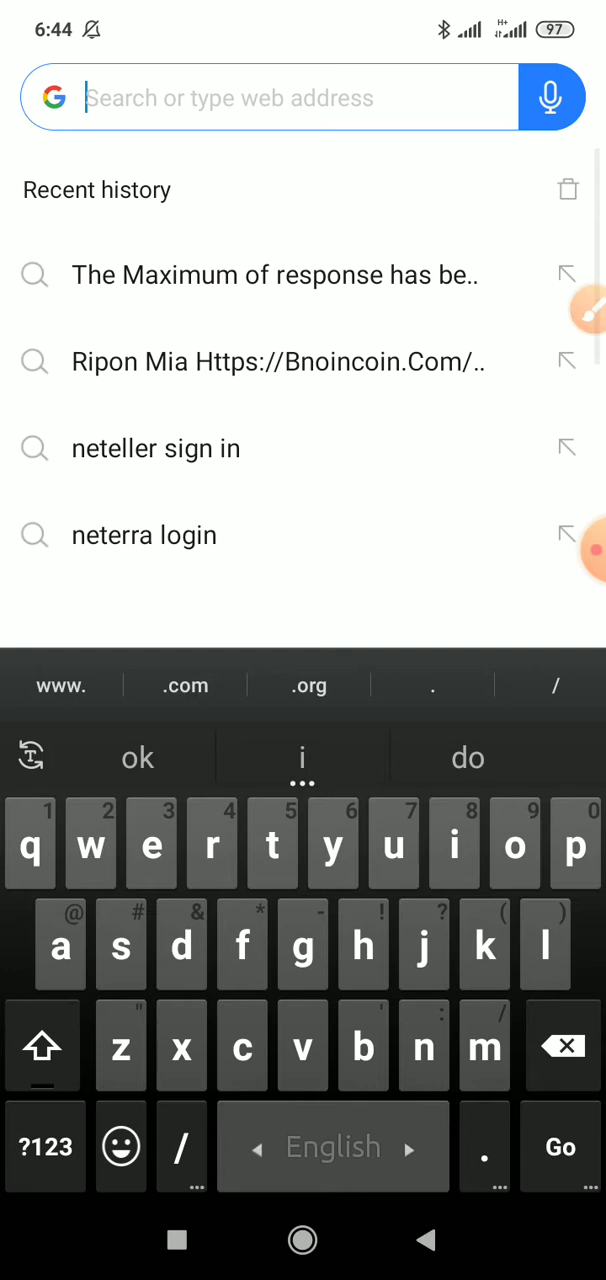 6:44 H+ 97
Search or type web address
Recent history
The Maximum of response has be..
Ripon Mia Https://Bnoincoin.Com/..
neteller sign in
neterra login
www. .com .org . /
ok i do
1 2 3 4 5 6 7 8 9 0
q w e r t y u i o p
@ # & * - ! ? ( )
a s d f g h j k l
" ' : /
z x c v b n m
?123 / English . Go